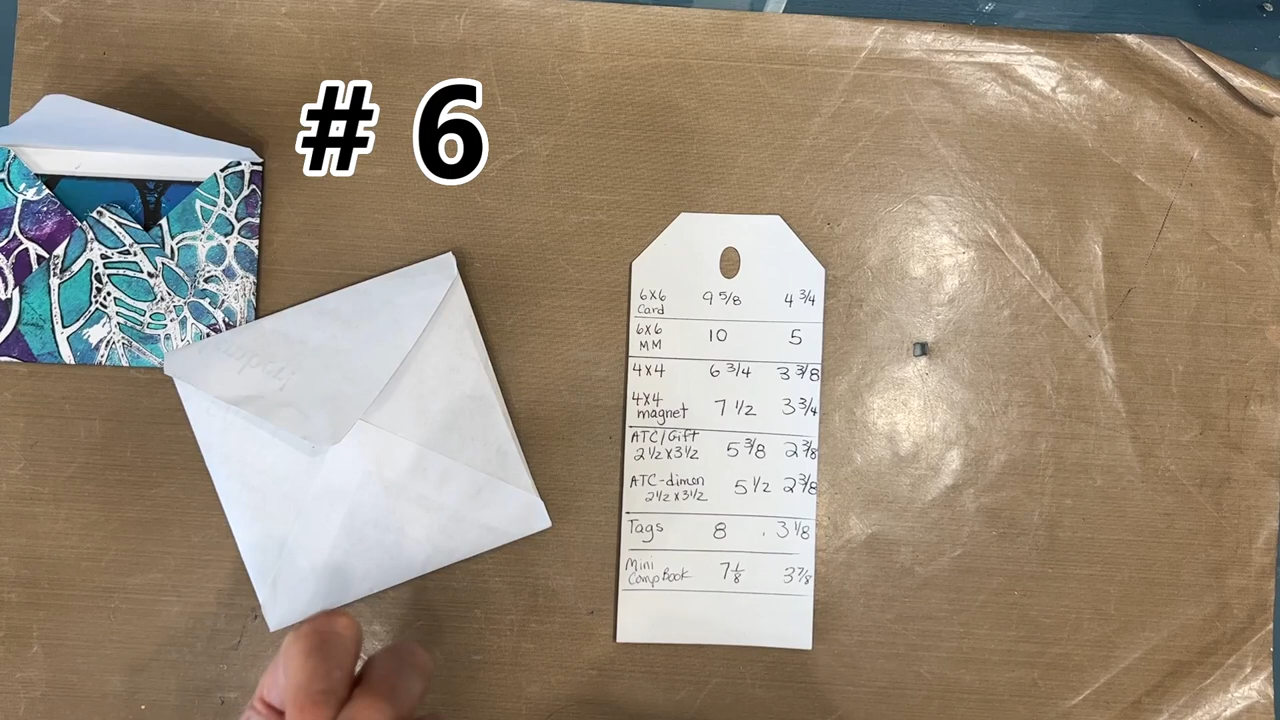 # 6
6x6 Card 9 5/8 4 3/4
6x6 MM 10 5
4x4 6 3/4 3 3/8
4x4 magnet 7 1/2 3 3/4
ATC/Gift 2 1/2 x 3 1/2 5 3/8 2 3/8
ATC-dimen 2 1/2 x 3 1/2 5 1/2 2 3/8
Tags 8 3 1/8
Mini Comp Book 7 1/8 3 7/8